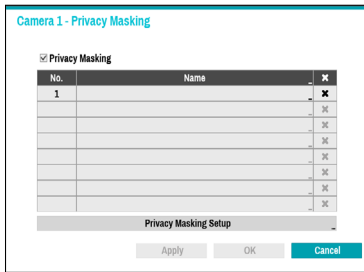 Camera 1 - Privacy Masking
Privacy Masking
No. Name
1
Privacy Masking Setup
Apply OK Cancel